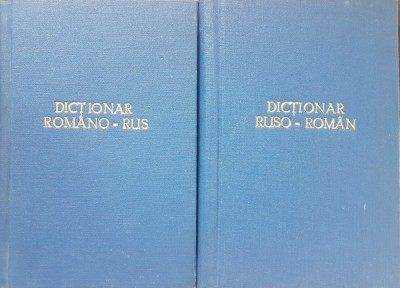 DICȚIONAR
ROMÂNO - RUS
DICȚIONAR
RUSO - ROMÂN